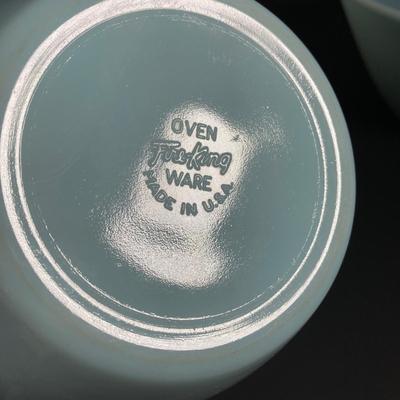 OVEN
Fire-King
WARE
MADE IN U.S.A.